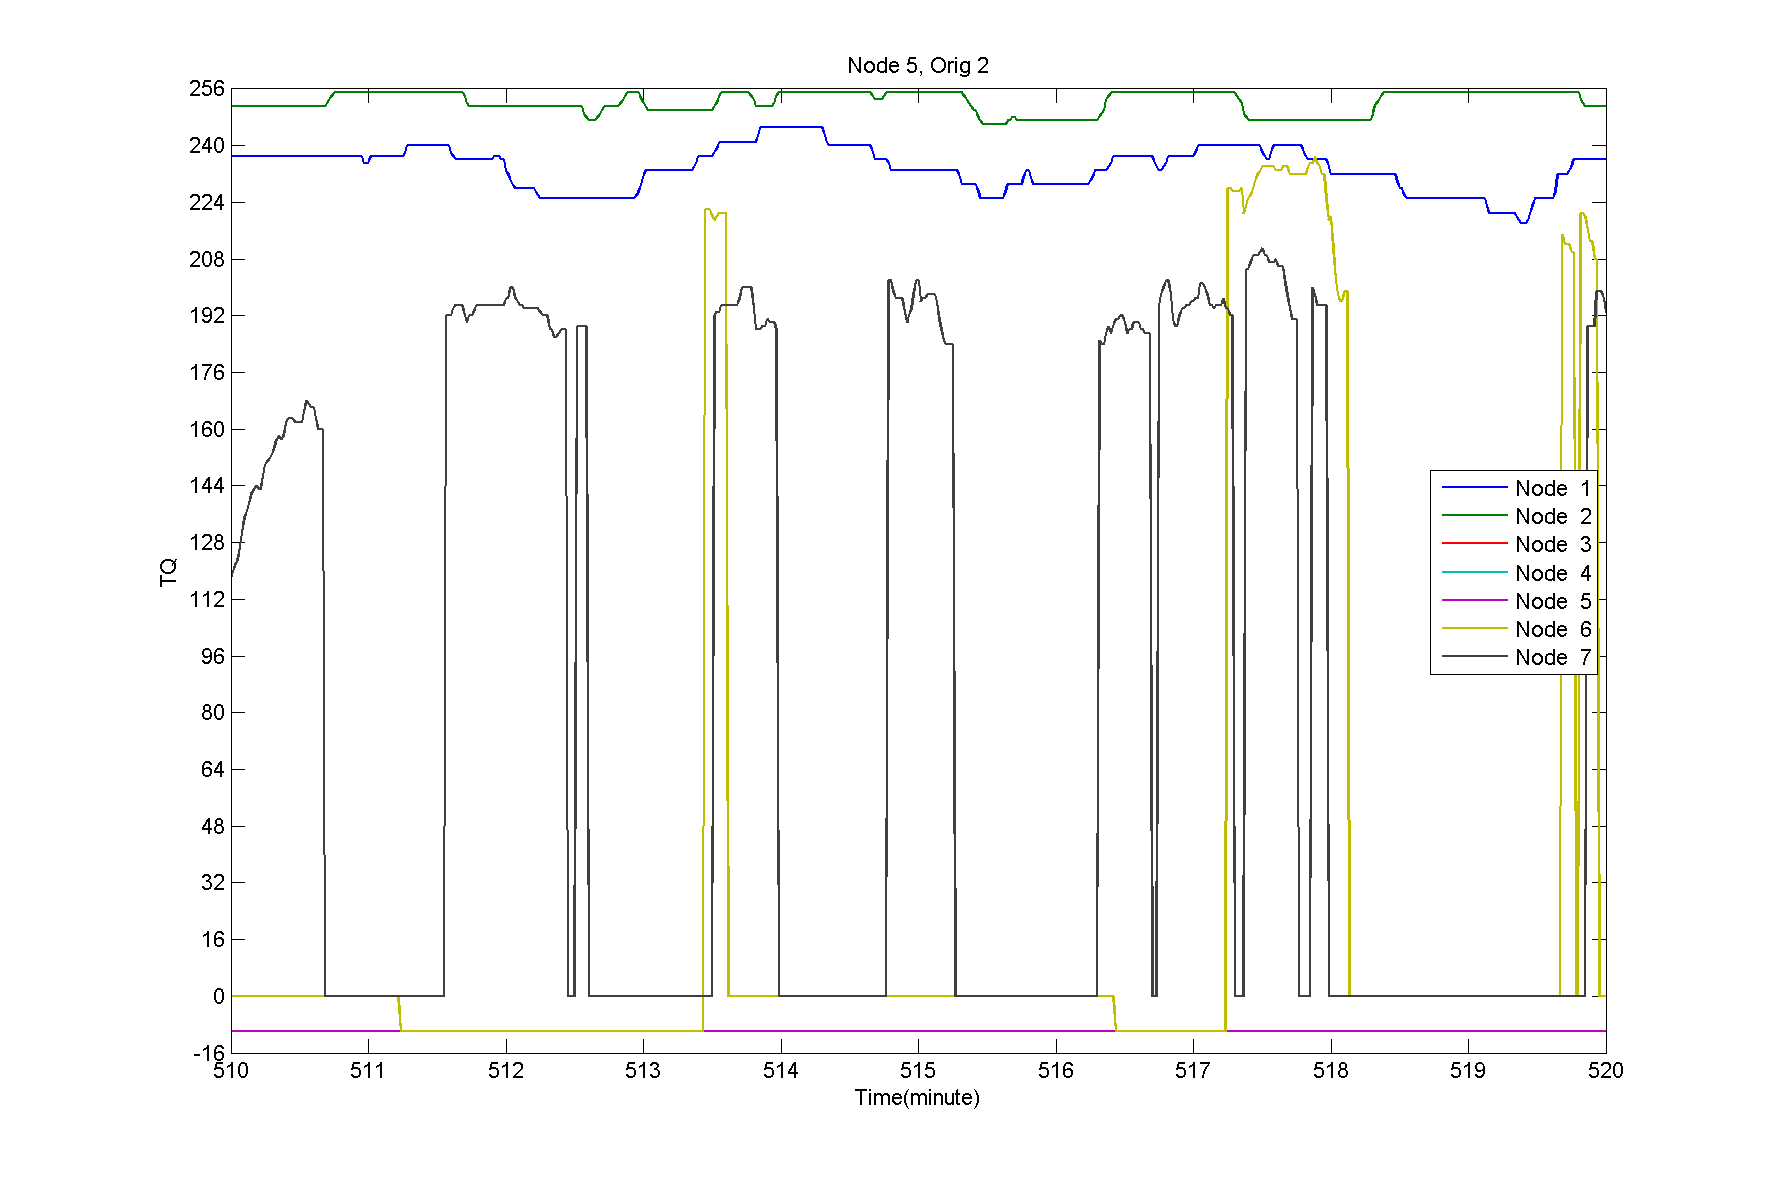 Node 5, Orig 2
256
240
224
208
192
176
160
144
128
112
96
80
64
48
32
16
0
-16
TQ
Node 1
Node 2
Node 3
Node 4
Node 5
Node 6
Node 7
510 511 512 513 514 515 516 517 518 519 520
Time(minute)